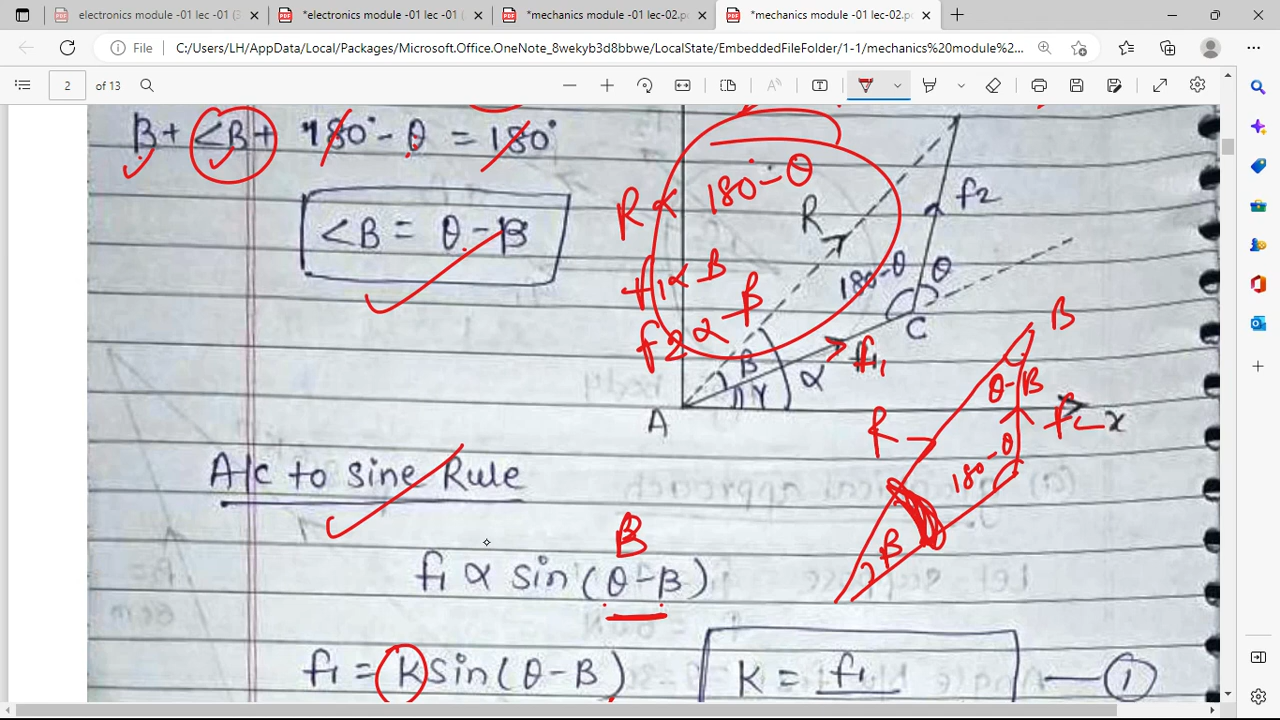 electronics module -01 lec -01 (
*electronics module -01 lec -01 (
*mechanics module -01 lec-02.p
*mechanics module -01 lec-02.p
File
C:/Users/LH/AppData/Local/Packages/Microsoft.Office.OneNote_8wekyb3d8bbwe/LocalState/EmbeddedFileFolder/1-1/mechanics%20module%2...
2 of 13
β + <B + 180° - θ = 180°
<B = θ - β
R ∝ 180° - θ
f1 ∝ B
f2 ∝ β
R
f2
180-θ θ
C
f1
β
α
γ
A
x
B
θ-β
R
f2
180-θ
β
A/c to sine Rule
B
f1 ∝ sin (θ-β)
f1 = k sin (θ-β)
K = f1
①